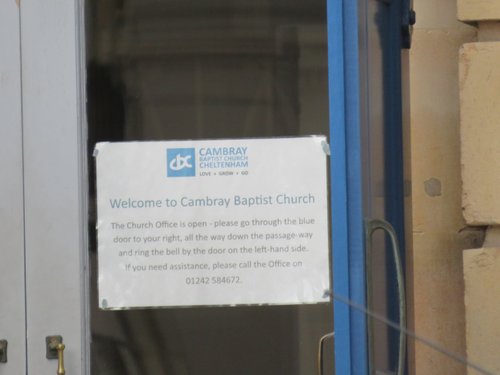 CAMBRAY
BAPTIST CHURCH
CHELTENHAM
LOVE • GROW • GO
Welcome to Cambray Baptist Church
The Church Office is open - please go through the blue
door to your right, all the way down the passage-way
and ring the bell by the door on the left-hand side.
If you need assistance, please call the Office on
01242 584672.